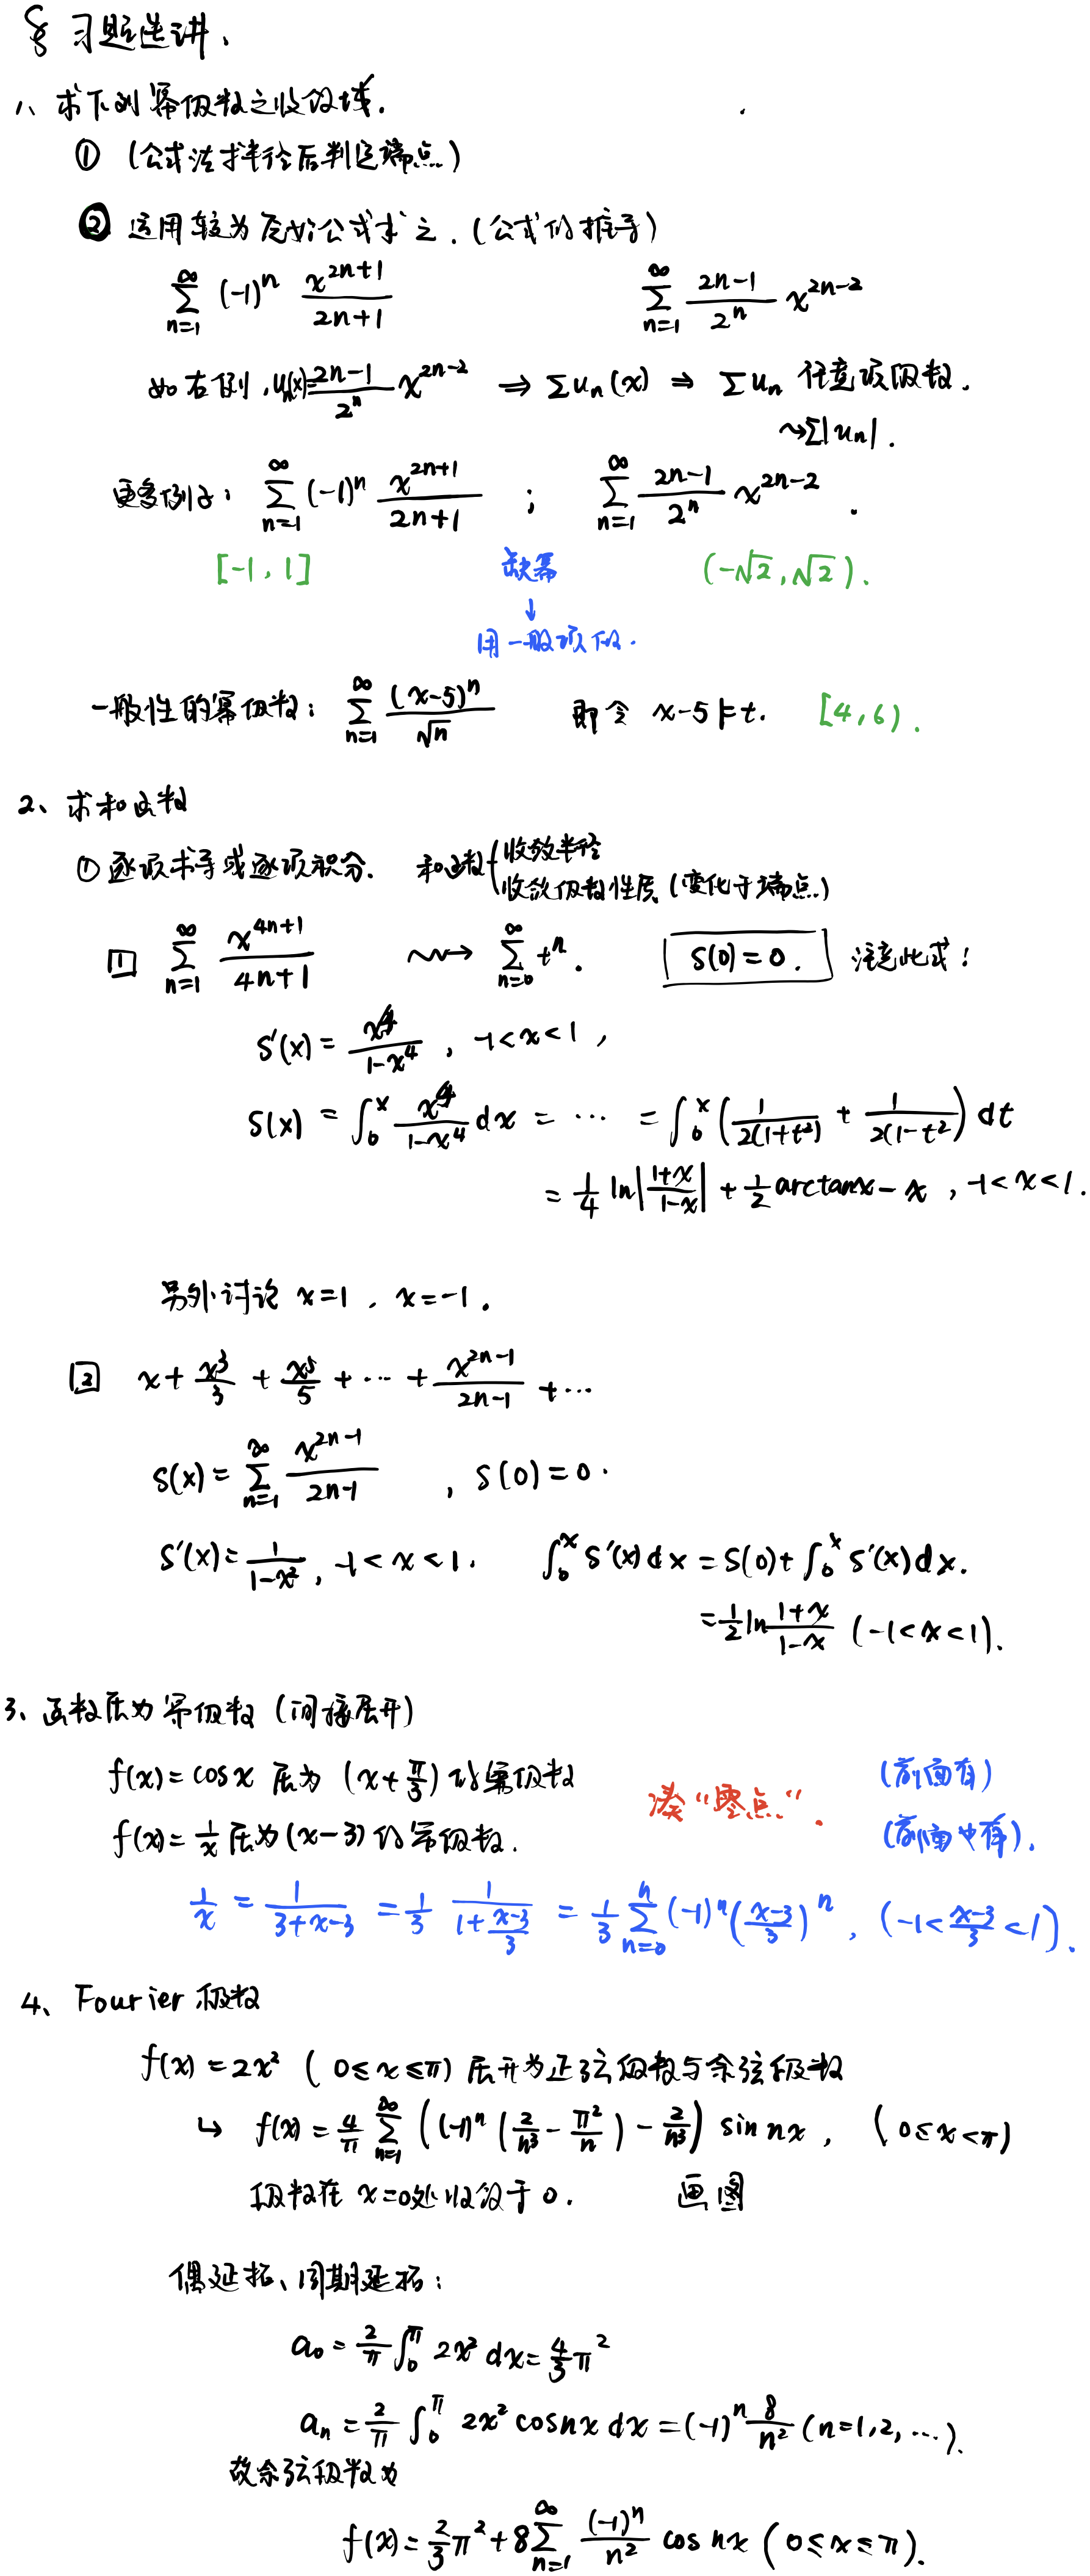 § 习题选讲、
1、求下列幂级数之收敛域.
① (公式法求半径后判定端点)
② 运用较为原始公式求之.(公式的推导)
$\sum_{n=1}^{\infty} (-1)^n \frac{x^{2n+1}}{2n+1}$    $\sum_{n=1}^{\infty} \frac{2n-1}{2^n} x^{2n-2}$
如右例, $u_n(x)=\frac{2n-1}{2^n} x^{2n-2}$ ⇒ $\sum u_n(x)$ ⇒ $\sum u_n$ 任意项级数.
⤳ $\sum |u_n|$.
更多例子: $\sum_{n=1}^{\infty} (-1)^n \frac{x^{2n+1}}{2n+1}$ ; $\sum_{n=1}^{\infty} \frac{2n-1}{2^n} x^{2n-2}$.
[-1, 1]    缺幂    $(-\sqrt{2}, \sqrt{2})$.
↓
用一般项级.
一般性的幂级数: $\sum_{n=1}^{\infty} \frac{(x-5)^n}{\sqrt{n}}$ 即令 x-5=t. [4,6).
2、求和函数
① 逐项求导或逐项积分. 和函数{收敛半径
收敛级数性质 (变化于端点)
[1] $\sum_{n=1}^{\infty} \frac{x^{4n+1}}{4n+1}$ ⤳ $\sum_{n=0}^{\infty} t^n$. S(0)=0. 注意此式!
$S'(x) = \frac{x^4}{1-x^4}$, -1<x<1,
$S(x) = \int_0^x \frac{x^4}{1-x^4} dx = \cdots = \int_0^x \left(\frac{1}{2(1+t^2)} + \frac{1}{2(1-t^2)}\right) dt$
$= \frac{1}{4} \ln\left|\frac{1+x}{1-x}\right| + \frac{1}{2} \arctan x - x$, -1<x<1.
另外讨论 x=1, x=-1.
[2] $x + \frac{x^3}{3} + \frac{x^5}{5} + \cdots + \frac{x^{2n-1}}{2n-1} + \cdots$
$S(x) = \sum_{n=1}^{\infty} \frac{x^{2n-1}}{2n-1}$, S(0)=0.
$S'(x) = \frac{1}{1-x^2}$, -1<x<1. $\int_0^x S'(x) dx = S(0) + \int_0^x S'(x) dx$.
$= \frac{1}{2} \ln \frac{1+x}{1-x}$ (-1<x<1).
3、函数展为幂级数 (间接展开)
f(x)=cos x 展为 $(x+\frac{\pi}{3})$ 的幂级数 凑“零点”. (前面有)
$f(x)=\frac{1}{x}$ 展为(x-3)的幂级数. (前面也有).
$\frac{1}{x} = \frac{1}{3+x-3} = \frac{1}{3} \frac{1}{1+\frac{x-3}{3}} = \frac{1}{3} \sum_{n=0}^{n} (-1)^n \left(\frac{x-3}{3}\right)^n$, $(-1<\frac{x-3}{3}<1)$.
4、Fourier 级数
$f(x) = 2x^2$ (0≤x≤π) 展开为正弦级数与余弦级数
↳ $f(x) = \frac{4}{\pi} \sum_{n=1}^{\infty} \left((-1)^n \left(\frac{2}{n^3} - \frac{\pi^2}{n}\right) - \frac{2}{n^3}\right) \sin nx$, (0≤x<π)
级数在 x=0处收敛于0. 画图
偶延拓、周期延拓:
$a_0 = \frac{2}{\pi} \int_0^{\pi} 2x^2 dx = \frac{4}{3} \pi^2$
$a_n = \frac{2}{\pi} \int_0^{\pi} 2x^2 \cos nx dx = (-1)^n \frac{8}{n^2}$ (n=1,2,…).
故余弦级数为
$f(x) = \frac{2}{3} \pi^2 + 8 \sum_{n=1}^{\infty} \frac{(-1)^n}{n^2} \cos nx$ (0≤x≤π).